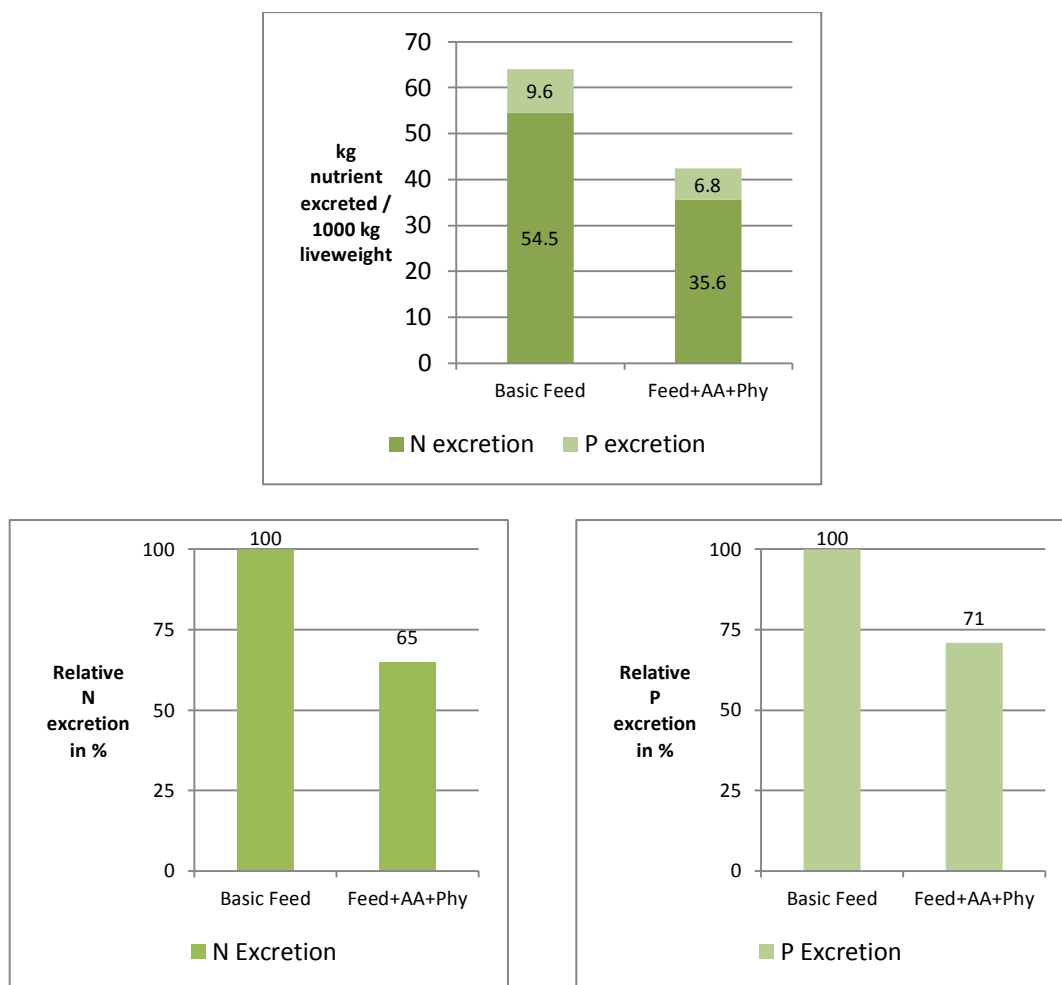 70
60
50
40
30
20
10
0
kg
nutrient
excreted /
1000 kg
liveweight
9.6
54.5
6.8
35.6
Basic Feed
Feed+AA+Phy
N excretion
P excretion
100
75
50
25
0
Relative
N
excretion
in %
100
65
Basic Feed
Feed+AA+Phy
N Excretion
100
75
50
25
0
Relative
P
excretion
in %
100
71
Basic Feed
Feed+AA+Phy
P Excretion